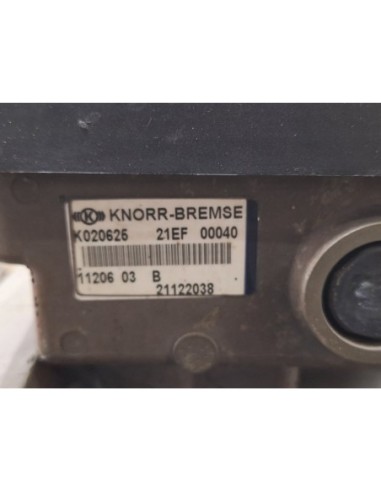 KNORR-BREMSE
K020625 21EF 00040
11206 03 B
21122038